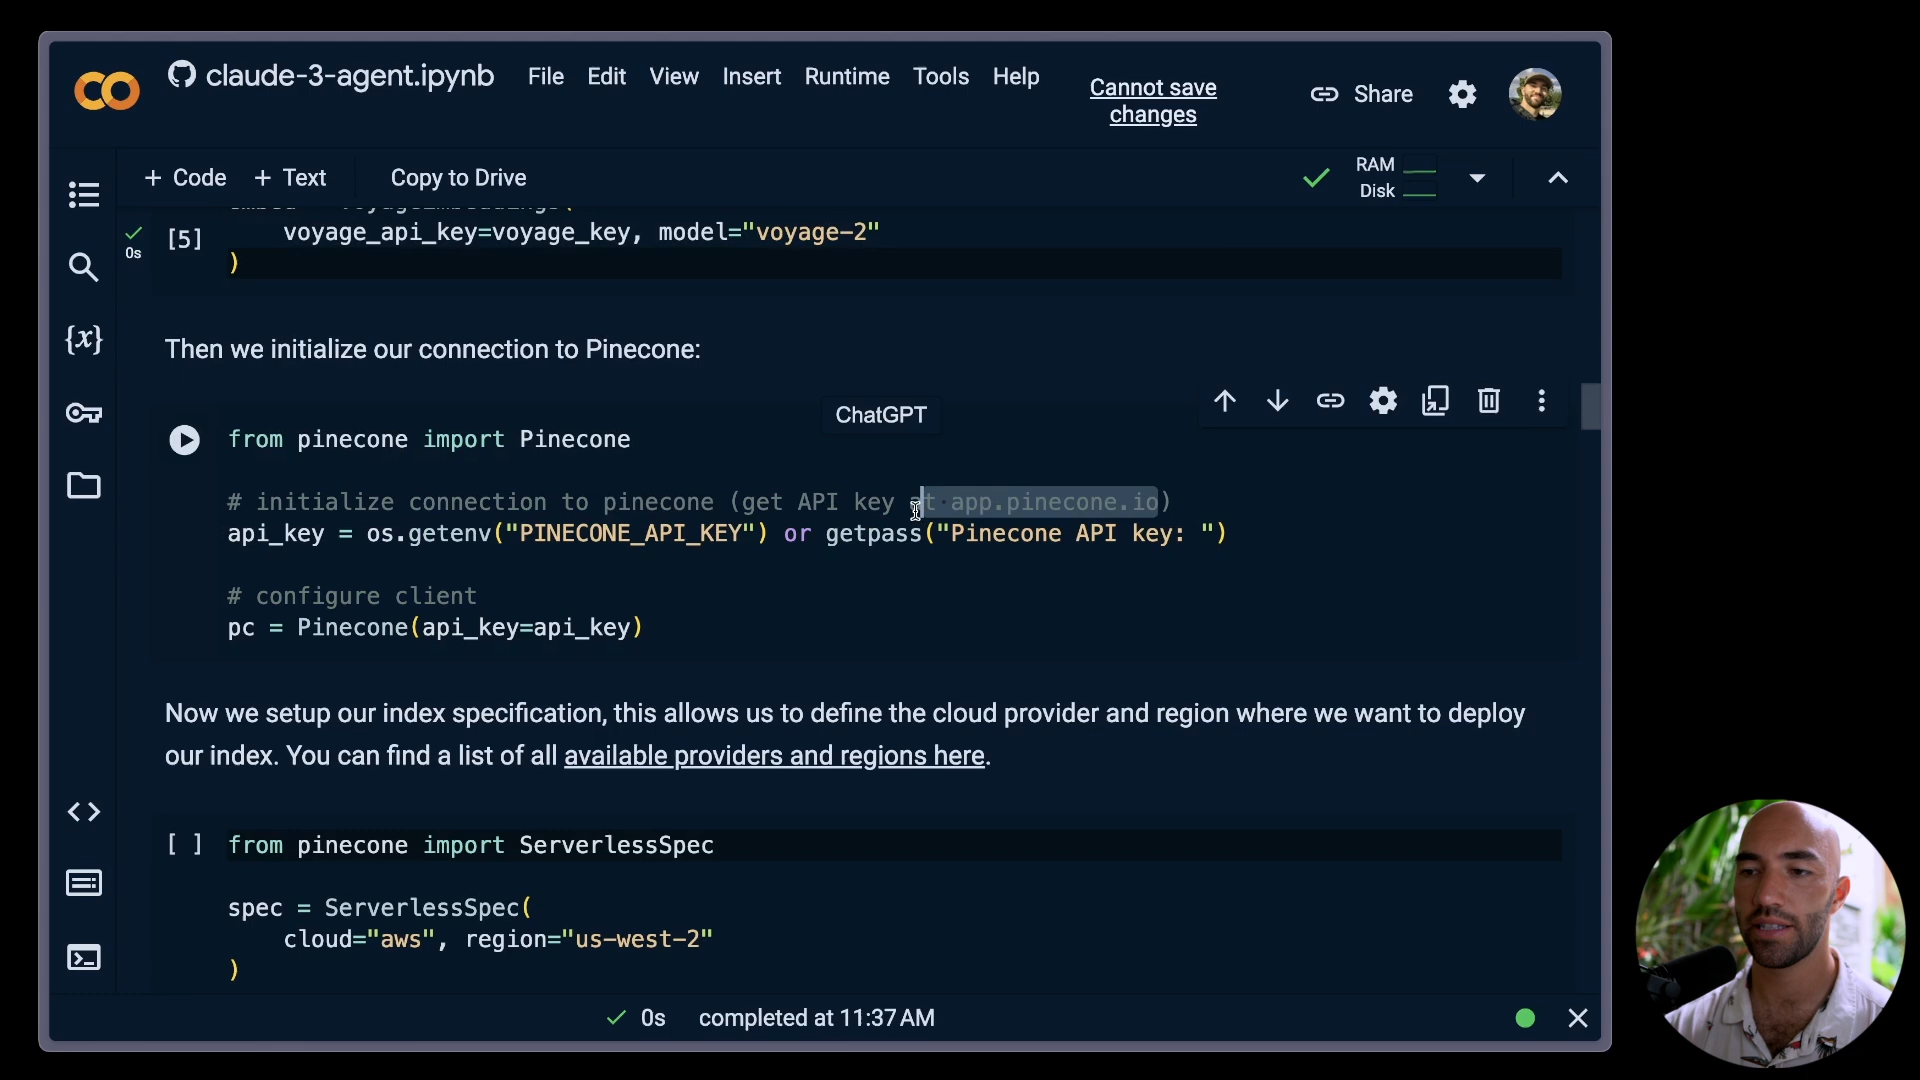 claude-3-agent.ipynb File Edit View Insert Runtime Tools Help Cannot save changes Share
+ Code + Text Copy to Drive RAM Disk
[5] voyage_api_key=voyage_key, model="voyage-2"
0s )
Then we initialize our connection to Pinecone:
ChatGPT
from pinecone import Pinecone
# initialize connection to pinecone (get API key at app.pinecone.io)
api_key = os.getenv("PINECONE_API_KEY") or getpass("Pinecone API key: ")
# configure client
pc = Pinecone(api_key=api_key)
Now we setup our index specification, this allows us to define the cloud provider and region where we want to deploy
our index. You can find a list of all available providers and regions here.
[ ] from pinecone import ServerlessSpec
spec = ServerlessSpec(
cloud="aws", region="us-west-2"
)
0s completed at 11:37 AM